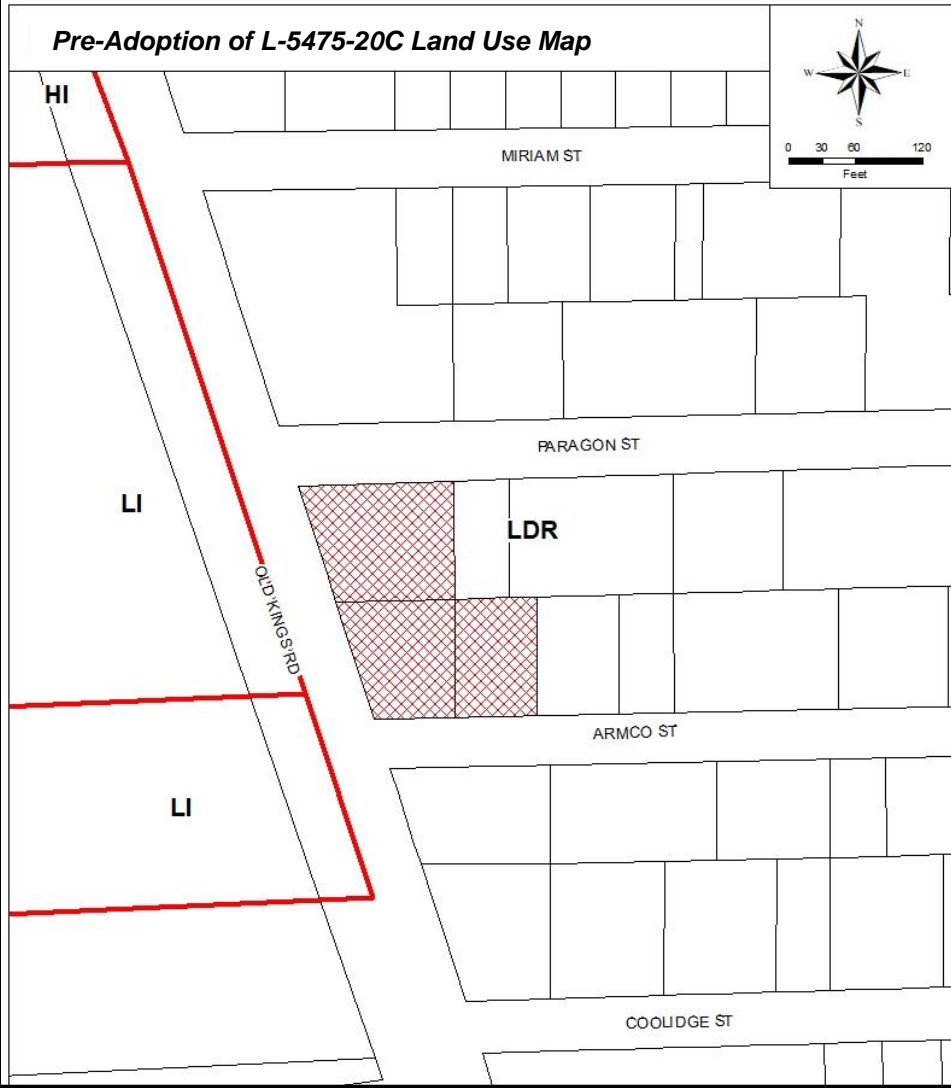 Pre-Adoption of L-5475-20C Land Use Map
N
W E
S
0 30 60 120
Feet
HI
MIRIAM ST
PARAGON ST
LI
LDR
OLD KINGS RD
ARMCO ST
LI
COOLIDGE ST